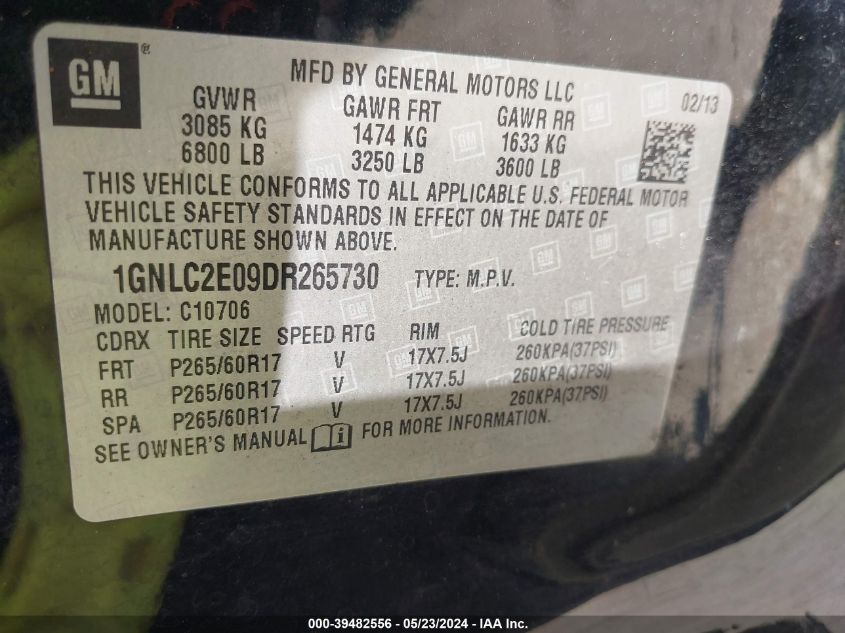 GM ®
MFD BY GENERAL MOTORS LLC
02/13
GVWR GAWR FRT GAWR RR
3085 KG 1474 KG 1633 KG
6800 LB 3250 LB 3600 LB
THIS VEHICLE CONFORMS TO ALL APPLICABLE U.S. FEDERAL MOTOR
VEHICLE SAFETY STANDARDS IN EFFECT ON THE DATE OF
MANUFACTURE SHOWN ABOVE.
1GNLC2E09DR265730 TYPE: M.P.V.
MODEL: C10706
CDRX TIRE SIZE SPEED RTG RIM COLD TIRE PRESSURE
FRT P265/60R17 V 17X7.5J 260KPA(37PSI)
RR P265/60R17 V 17X7.5J 260KPA(37PSI)
SPA P265/60R17 V 17X7.5J 260KPA(37PSI)
SEE OWNER'S MANUAL i FOR MORE INFORMATION.
000-39482556 - 05/23/2024 - IAA Inc.